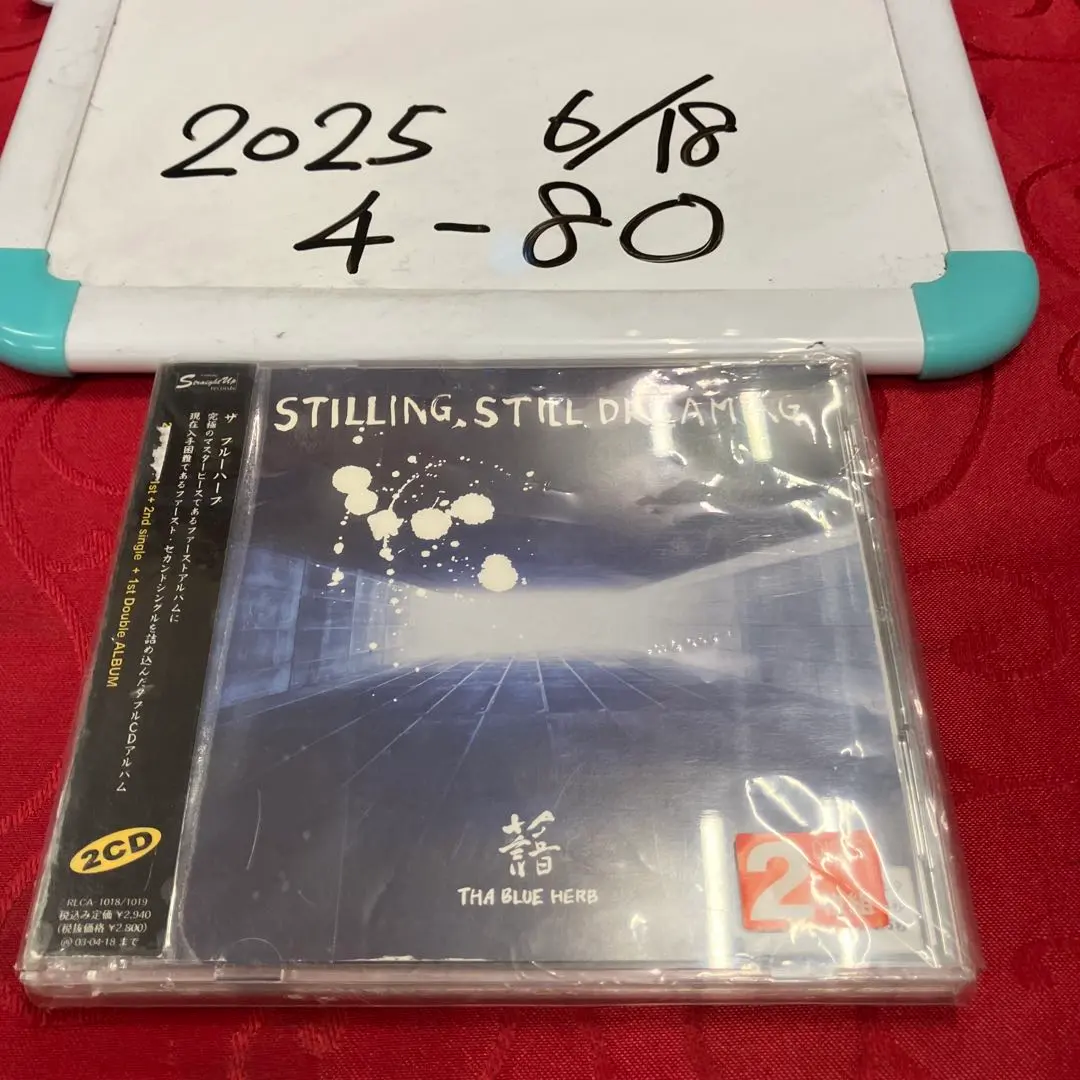 2025 6/18
4-80
Straight Up
records
ザ ブルーハーブ
究極のマスターピースであるファーストアルバムに
現在入手困難であるファースト・セカンドシングルを詰め込んだダブルCDアルバム
1st + 2nd single + 1st Double ALBUM
2CD
RLCA-1018/1019
税込み定価 ¥2,940
(税抜価格 ¥2,800)
Ⓟ 03・04・18 まで
STILLING, STILL DREAMING
THA BLUE HERB
2